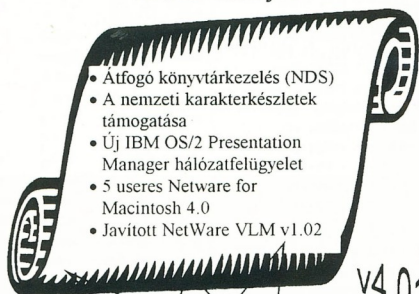 • Átfogó könyvtárkezelés (NDS)
• A nemzeti karakterkészletek
támogatása
• Új IBM OS/2 Presentation
Manager hálózatfelügyelet
• 5 useres Netware for
Macintosh 4.0
• Javított NetWare VLM v1.02